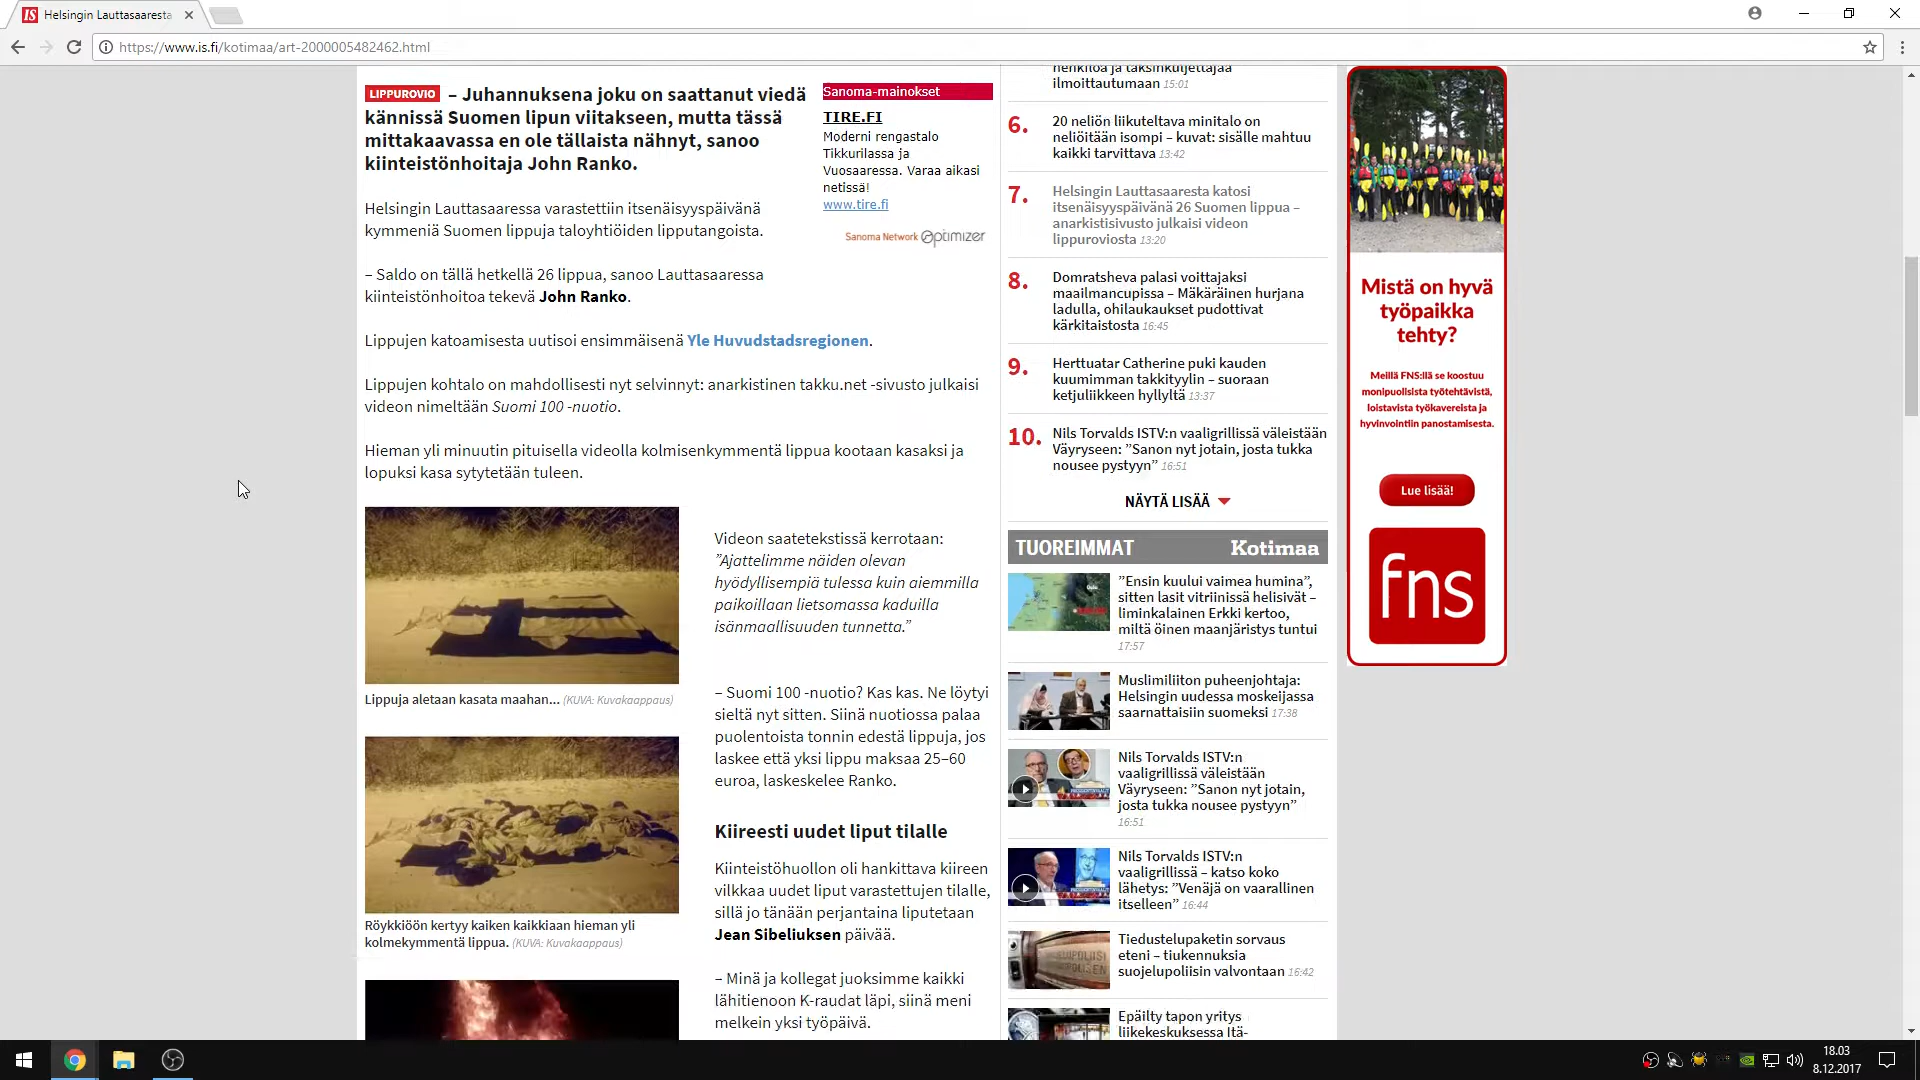 Helsingin Lauttasaaresta
https://www.is.fi/kotimaa/art-2000005482462.html
LIPPUROVIO – Juhannuksena joku on saattanut viedä
kännissä Suomen lipun viitakseen, mutta tässä
mittakaavassa en ole tällaista nähnyt, sanoo
kiinteistönhoitaja John Ranko.
Helsingin Lauttasaaressa varastettiin itsenäisyyspäivänä
kymmeniä Suomen lippuja taloyhtiöiden lipputangoista.
– Saldo on tällä hetkellä 26 lippua, sanoo Lauttasaaressa
kiinteistönhoitoa tekevä John Ranko.
Lippujen katoamisesta uutisoi ensimmäisenä Yle Huvudstadsregionen.
Lippujen kohtalo on mahdollisesti nyt selvinnyt: anarkistinen takku.net -sivusto julkaisi
videon nimeltään Suomi 100 -nuotio.
Hieman yli minuutin pituisella videolla kolmisenkymmentä lippua kootaan kasaksi ja
lopuksi kasa sytytetään tuleen.
Lippuja aletaan kasata maahan... (KUVA: Kuvakaappaus)
Röykkiöön kertyy kaiken kaikkiaan hieman yli
kolmekymmentä lippua. (KUVA: Kuvakaappaus)
Videon saatetekstissä kerrotaan:
”Ajattelimme näiden olevan
hyödyllisempiä tulessa kuin aiemmilla
paikoillaan lietsomassa kaduilla
isänmaallisuuden tunnetta.”
– Suomi 100 -nuotio? Kas kas. Ne löytyi
sieltä nyt sitten. Siinä nuotiossa palaa
puolentoista tonnin edestä lippuja, jos
laskee että yksi lippu maksaa 25–60
euroa, laskeskelee Ranko.
Kiireesti uudet liput tilalle
Kiinteistöhuollon oli hankittava kiireen
vilkkaa uudet liput varastettujen tilalle,
sillä jo tänään perjantaina liputetaan
Jean Sibeliuksen päivää.
– Minä ja kollegat juoksimme kaikki
lähitienoon K-raudat läpi, siinä meni
melkein yksi työpäivä.
Sanoma-mainokset
TIRE.FI
Moderni rengastalo
Tikkurilassa ja
Vuosaaressa. Varaa aikasi
netissä!
www.tire.fi
Sanoma Network Optimizer
henkilöä ja taksinkuljettajaa
ilmoittautumaan 15:01
6. 20 neliön liikuteltava minitalo on
neliöitään isompi – kuvat: sisälle mahtuu
kaikki tarvittava 13:42
7. Helsingin Lauttasaaresta katosi
itsenäisyyspäivänä 26 Suomen lippua –
anarkistisivusto julkaisi videon
lippuroviosta 13:20
8. Domratsheva palasi voittajaksi
maailmancupissa – Mäkäräinen hurjana
ladulla, ohilaukaukset pudottivat
kärkitaistosta 16:45
9. Herttuatar Catherine puki kauden
kuumimman takkityylin – suoraan
ketjuliikkeen hyllyltä 13:37
10. Nils Torvalds ISTV:n vaaligrillissä väleistään
Väyryseen: ”Sanon nyt jotain, josta tukka
nousee pystyyn” 16:51
NÄYTÄ LISÄÄ
TUOREIMMAT Kotimaa
”Ensin kuului vaimea humina”,
sitten lasit vitriinissä helisivät –
liminkalainen Erkki kertoo,
miltä öinen maanjäristys tuntui
17:57
Muslimiliiton puheenjohtaja:
Helsingin uudessa moskeijassa
saarnattaisiin suomeksi 17:38
Nils Torvalds ISTV:n
vaaligrillissä väleistään
Väyryseen: ”Sanon nyt jotain,
josta tukka nousee pystyyn”
16:51
Nils Torvalds ISTV:n
vaaligrillissä – katso koko
lähetys: ”Venäjä on vaarallinen
itselleen” 16:44
Tiedustelupaketin sorvaus
eteni – tiukennuksia
suojelupoliisin valvontaan 16:42
Epäilty tapon yritys
liikekeskuksessa Itä-
Mistä on hyvä
työpaikka
tehty?
Meillä FNS:llä se koostuu
monipuolisista työtehtävistä,
loistavista työkavereista ja
hyvinvointiin panostamisesta.
Lue lisää!
fns
18.03
8.12.2017